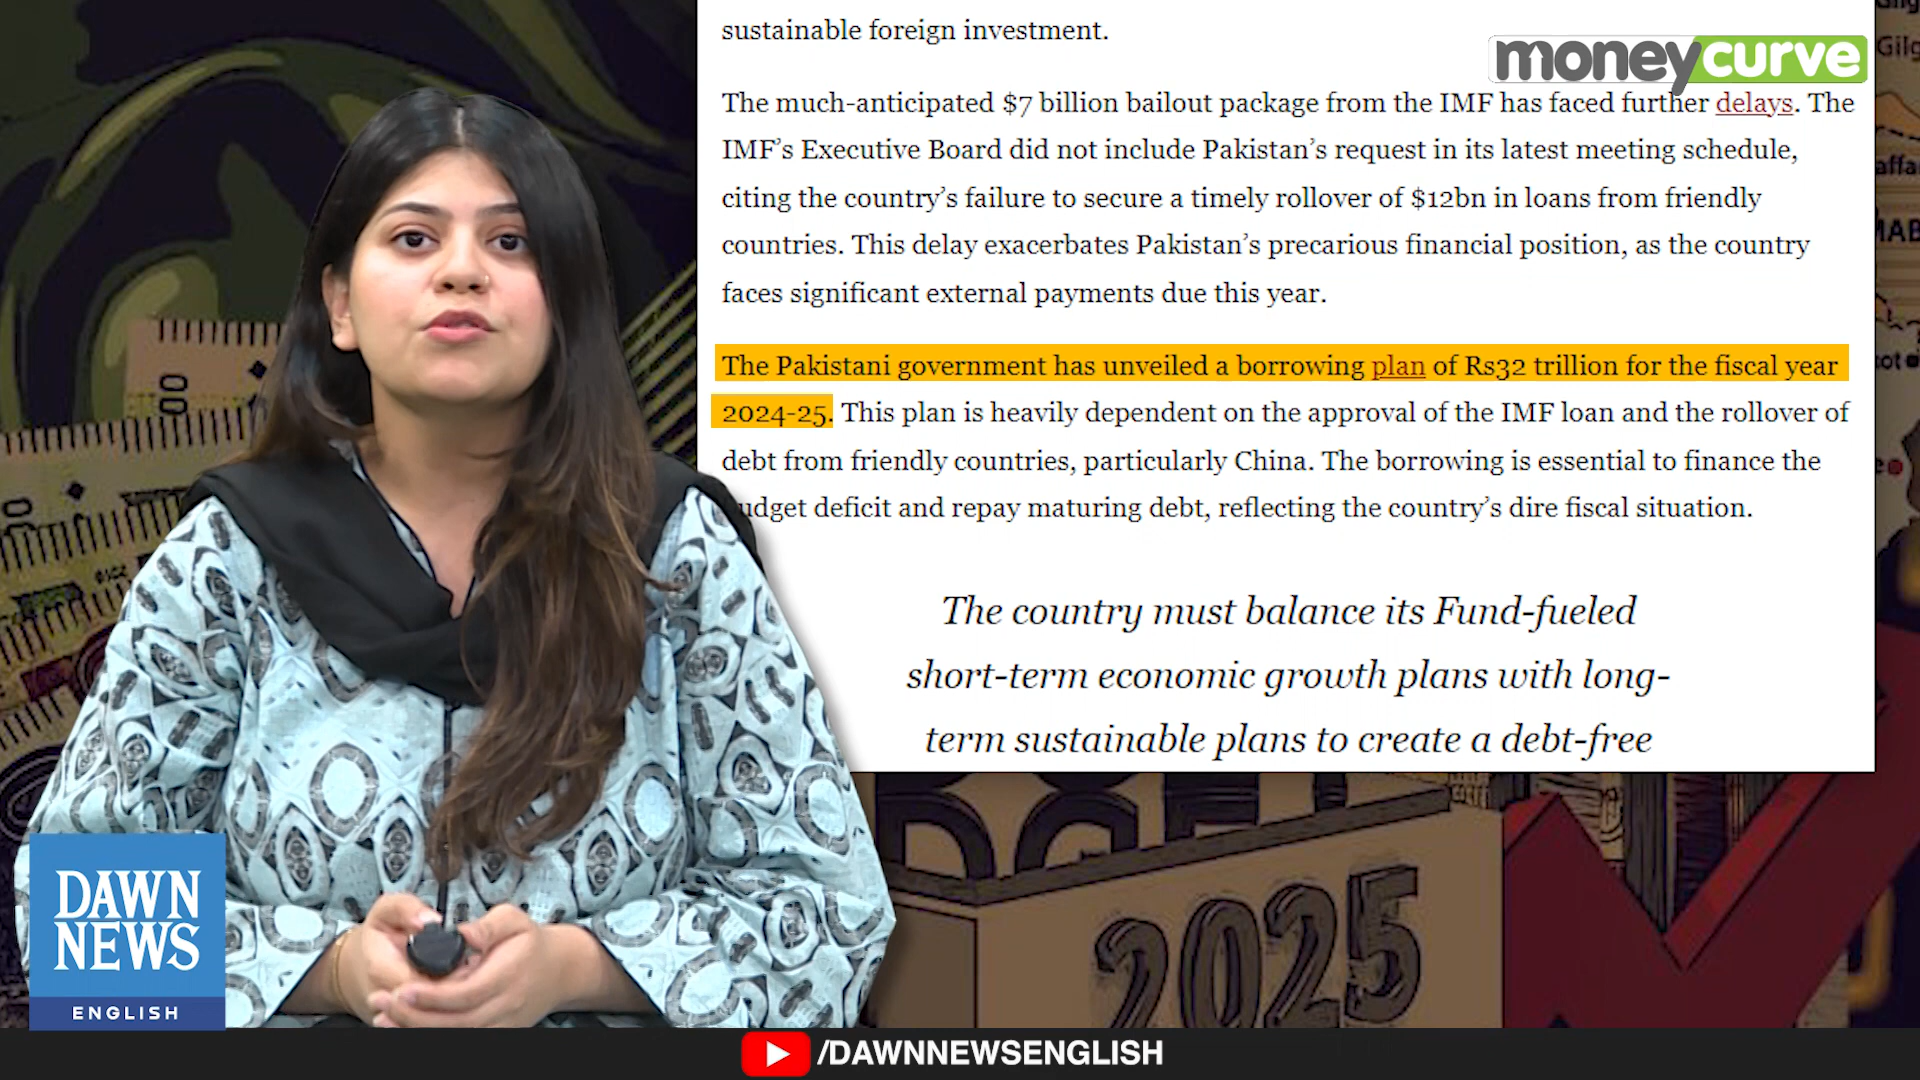 sustainable foreign investment.
moneycurve
The much-anticipated $7 billion bailout package from the IMF has faced further delays. The
IMF’s Executive Board did not include Pakistan’s request in its latest meeting schedule,
citing the country’s failure to secure a timely rollover of $12bn in loans from friendly
countries. This delay exacerbates Pakistan’s precarious financial position, as the country
faces significant external payments due this year.
The Pakistani government has unveiled a borrowing plan of Rs32 trillion for the fiscal year
2024-25. This plan is heavily dependent on the approval of the IMF loan and the rollover of
debt from friendly countries, particularly China. The borrowing is essential to finance the
udget deficit and repay maturing debt, reflecting the country’s dire fiscal situation.
The country must balance its Fund-fueled
short-term economic growth plans with long-
term sustainable plans to create a debt-free
2025
DAWN
NEWS
ENGLISH
/DAWNNEWSENGLISH